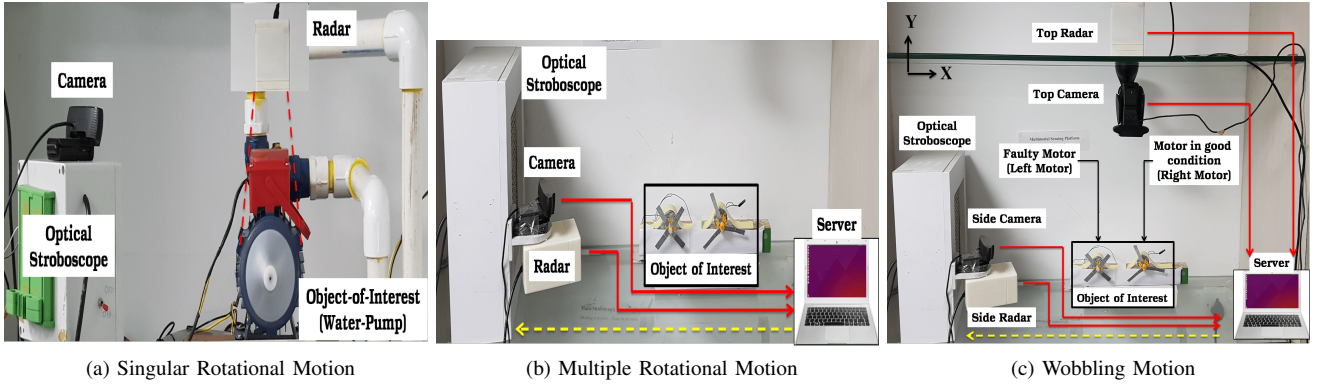 Radar
Camera
Optical
Stroboscope
Object-of-Interest
(Water-Pump)
(a) Singular Rotational Motion
Optical
Stroboscope
Camera
Radar
Object of Interest
Server
(b) Multiple Rotational Motion
Y
X
Top Radar
Top Camera
Optical
Stroboscope
Faulty Motor
(Left Motor)
Motor in good
condition
(Right Motor)
Side Camera
Object of Interest
Side Radar
Server
(c) Wobbling Motion